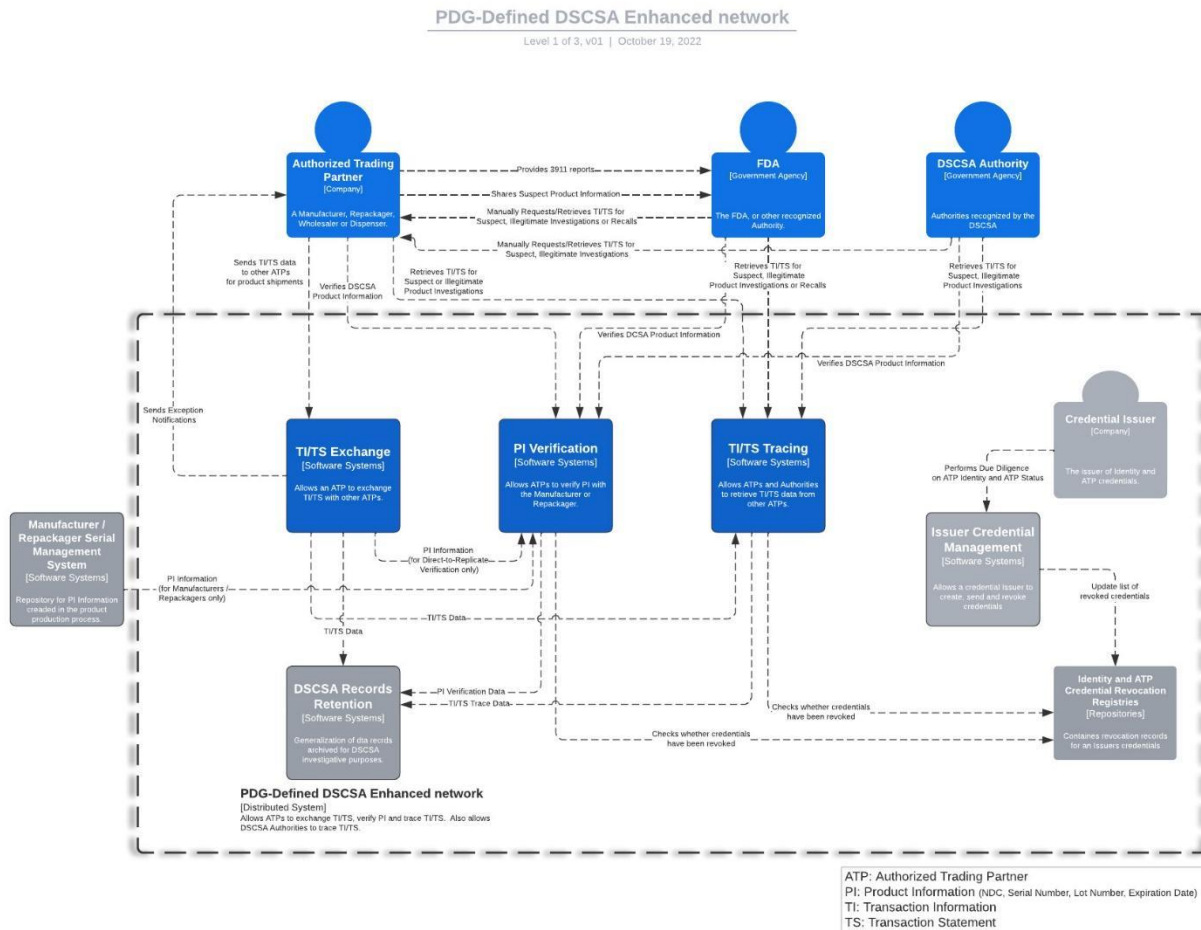 PDG-Defined DSCSA Enhanced network
Level 1 of 3, v01 | October 19, 2022
Authorized Trading
Partner
[Company]
A Manufacturer, Repackager,
Wholesaler or Dispenser.
Provides 3911 reports
Shares Suspect Product Information
Manually Requests/Retrieves TI/TS for
Suspect, Illegitimate Investigations or Recalls
Manually Requests/Retrieves TI/TS for
Suspect, Illegitimate Investigations
FDA
[Government Agency]
The FDA, or other recognized
Authority.
DSCSA Authority
[Government Agency]
Authorities recognized by the
DSCSA
Sends TI/TS data
to other ATPs
for product shipments
Verifies DSCSA
Product Information
Retrieves TI/TS for
Suspect or Illegitimate
Product Investigations
Retrieves TI/TS for
Suspect, Illegitimate
Product Investigations or Recalls
Retrieves TI/TS for
Suspect, Illegitimate
Product Investigations
Verifies DCSA Product Information
Verifies DSCSA Product Information
Sends Exception
Notifications
TI/TS Exchange
[Software Systems]
Allows an ATP to exchange
TI/TS with other ATPs.
PI Verification
[Software Systems]
Allows ATPs to verify PI with
the Manufacturer or
Repackager.
TI/TS Tracing
[Software Systems]
Allows ATPs and Authorities
to retrieve TI/TS data from
other ATPs.
Credential Issuer
[Company]
The issuer of Identity and
ATP credentials.
Performs Due Diligence
on ATP Identity and ATP Status
Manufacturer /
Repackager Serial
Management
System
[Software Systems]
Repository for PI Information
creaded in the product
production process.
PI Information
(for Manufacturers /
Repackagers only)
PI Information
(for Direct-to-Replicate
Verification only)
Issuer Credential
Management
[Software Systems]
Allows a credential issuer to
create, send and revoke
credentials
Update list of
revoked credentials
TI/TS Data
TI/TS Data
DSCSA Records
Retention
[Software Systems]
Generalization of dta recrds
archived for DSCSA
investigative purposes.
PI Verification Data
TI/TS Trace Data
Checks whether credentials
have been revoked
Checks whether credentials
have been revoked
Identity and ATP
Credential Revocation
Registries
[Repositories]
Containes revocation records
for an Issuers credentials
PDG-Defined DSCSA Enhanced network
[Distributed System]
Allows ATPs to exchange TI/TS, verify PI and trace TI/TS. Also allows
DSCSA Authorities to trace TI/TS.
ATP: Authorized Trading Partner
PI: Product Information (NDC, Serial Number, Lot Number, Expiration Date)
TI: Transaction Information
TS: Transaction Statement